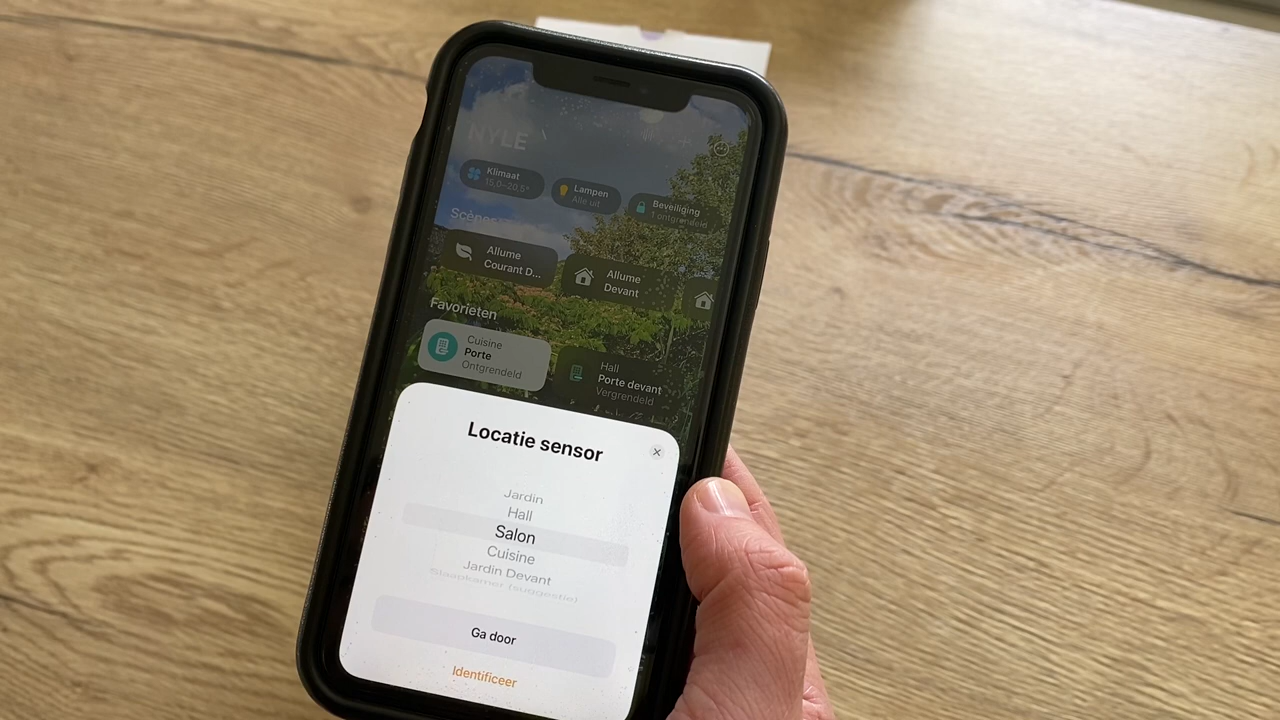 NYLE
Klimaat
15,0–20,5°
Lampen
Alle uit
Beveiliging
1 ontgrendeld
Scènes
Allume
Courant D...
Allume
Devant
Favorieten
Cuisine
Porte
Ontgrendeld
Hall
Porte devant
Vergrendeld
Locatie sensor
Jardin
Hall
Salon
Cuisine
Jardin Devant
Slaapkamer (suggestie)
Ga door
Identificeer